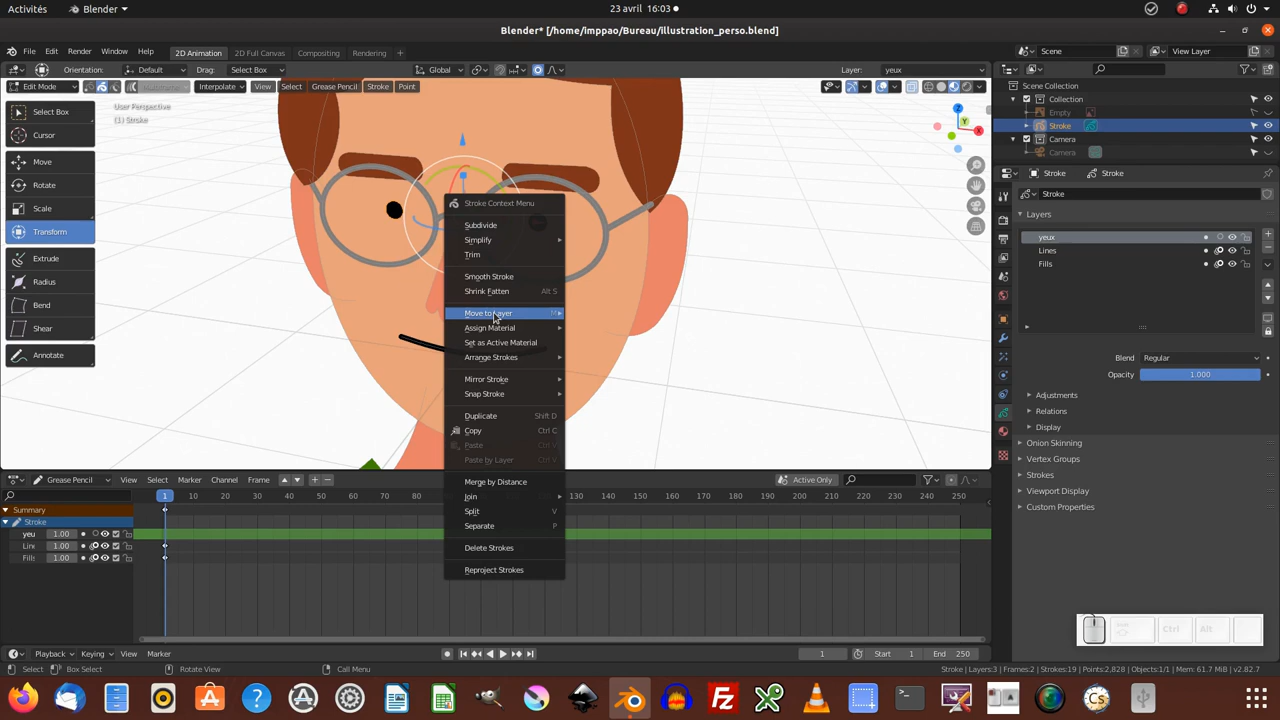 Activités
Blender
23 avril 16:03
Blender* [/home/imppao/Bureau/illustration_perso.blend]
File Edit Render Window Help
2D Animation 2D Full Canvas Compositing Rendering +
Scene
View Layer
Orientation: Default Drag: Select Box
Global
Layer: yeux
Edit Mode
Interpolate View Select Grease Pencil Stroke Point
Scene Collection
Collection
Empty
Stroke
Camera
Camera
User Perspective
(1) Stroke
Select Box
Cursor
Move
Rotate
Scale
Transform
Extrude
Radius
Bend
Shear
Annotate
Z
Y
X
Stroke Context Menu
Subdivide
Simplify
Trim
Smooth Stroke
Shrink Fatten Alt S
Move to Layer M
Assign Material
Set as Active Material
Arrange Strokes
Mirror Stroke
Snap Stroke
Duplicate Shift D
Copy Ctrl C
Paste Ctrl V
Paste by Layer Ctrl V
Merge by Distance
Join
Split V
Separate P
Delete Strokes
Reproject Strokes
Stroke Stroke
Stroke
Layers
yeux
Lines
Fills
Blend Regular
Opacity 1.000
Adjustments
Relations
Display
Onion Skinning
Vertex Groups
Strokes
Viewport Display
Custom Properties
Grease Pencil View Select Marker Channel Frame
Active Only
1 10 20 30 40 50 60 70 80 130 140 150 160 170 180 190 200 210 220 230 240 250
Summary
Stroke
yeu 1.00
Line 1.00
Fills 1.00
Ctrl Alt
Playback Keying View Marker
1 Start 1 End 250
Select Box Select Rotate View Call Menu
Stroke | Layers:3 | Frames:2 | Strokes:19 | Points:2,828 | Objects:1/1 | Mem: 61.7 MiB | v2.82.7